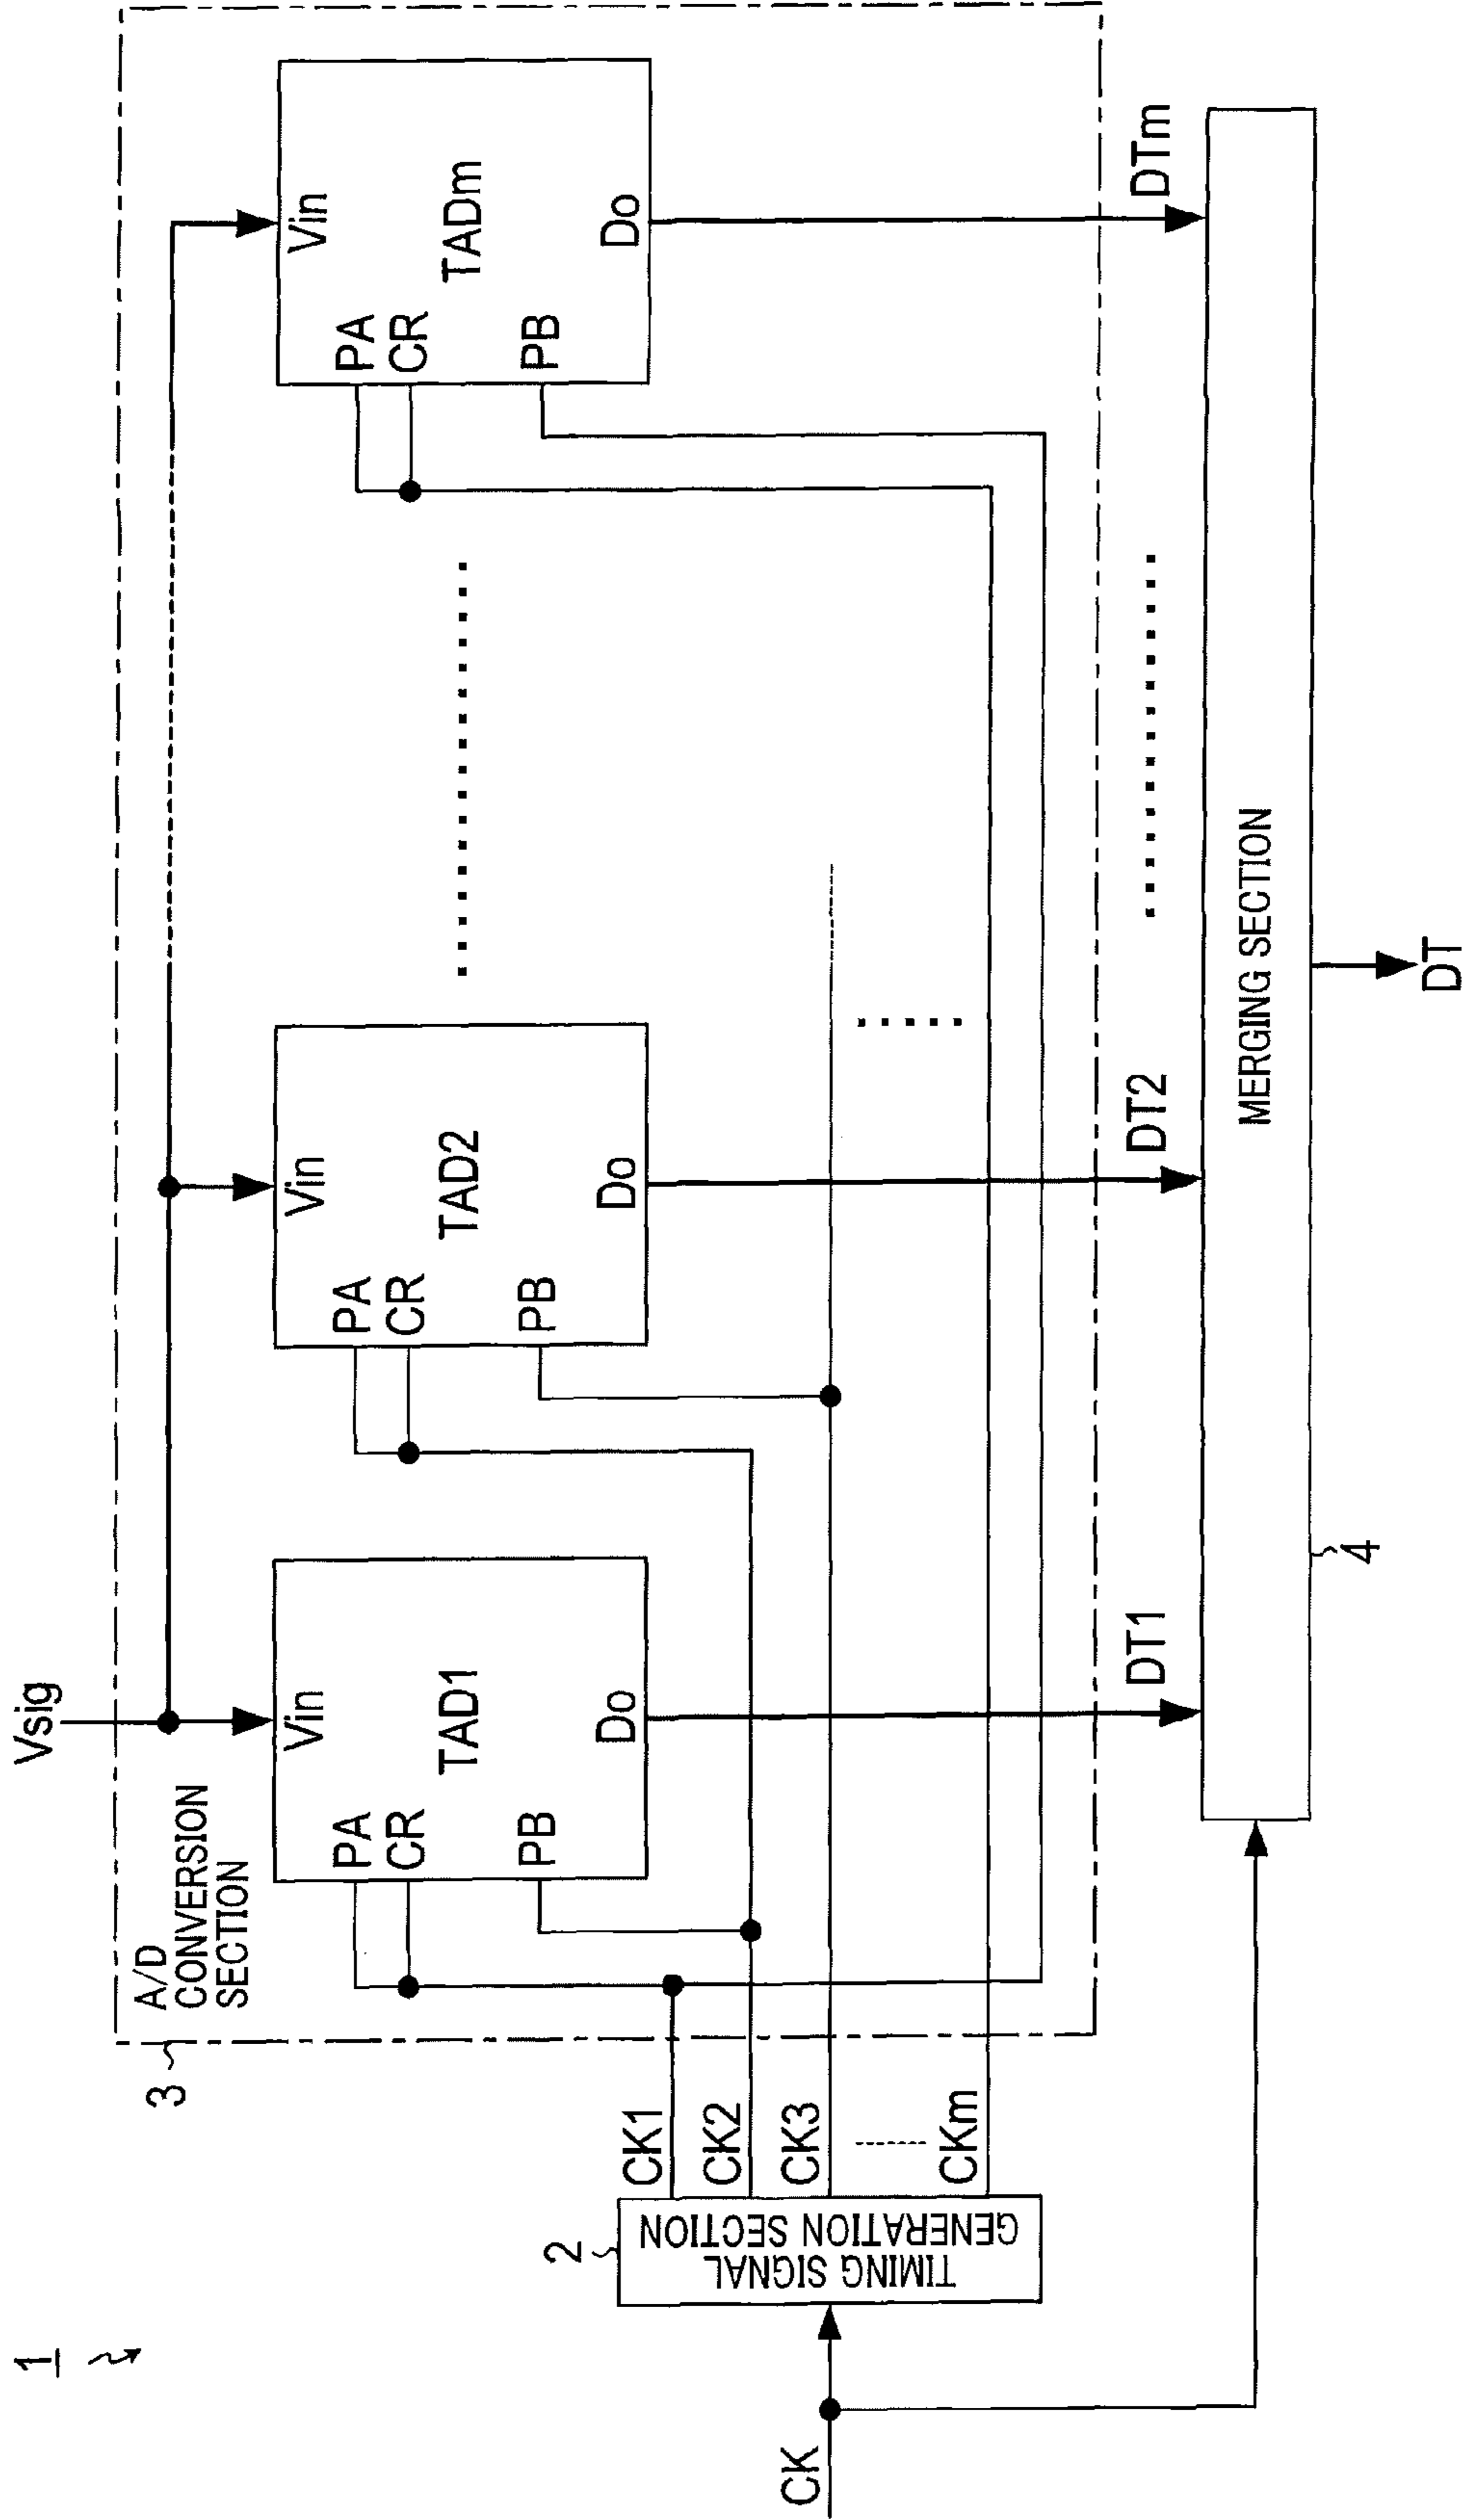 1
Vsig
3
A/D
CONVERSION
SECTION
Vin
PA
CR
TAD1
PB
Do
Vin
PA
CR
TAD2
PB
Do
Vin
PA
CR
TADm
PB
Do
CK1
CK2
CK3
CKm
2
TIMING SIGNAL
GENERATION SECTION
CK
DT1
DT2
DTm
MERGING SECTION
4
DT